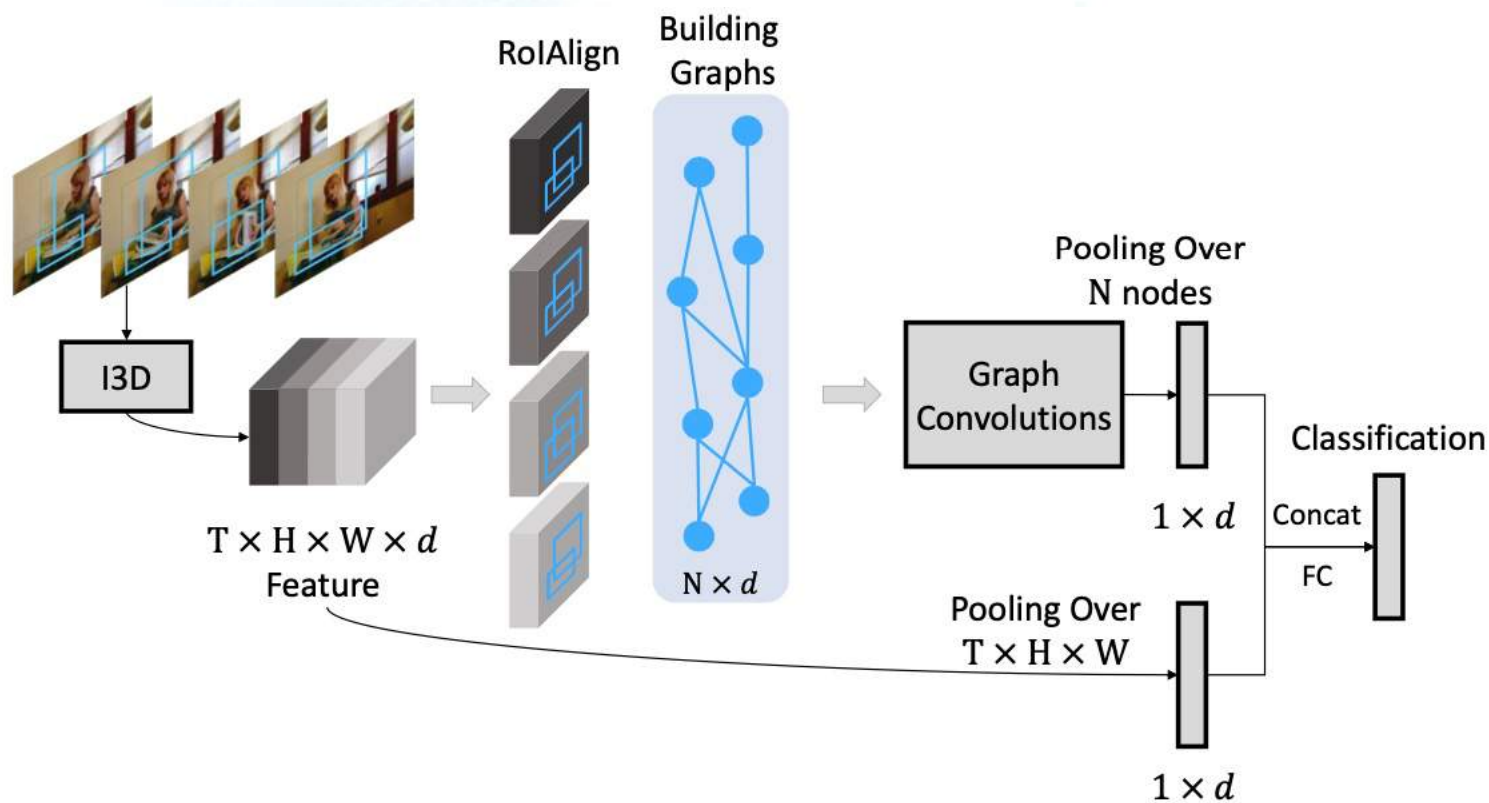 RoIAlign
Building
Graphs
I3D
T × H × W × d
Feature
N × d
Graph
Convolutions
Pooling Over
N nodes
1 × d
Pooling Over
T × H × W
1 × d
Concat
FC
Classification